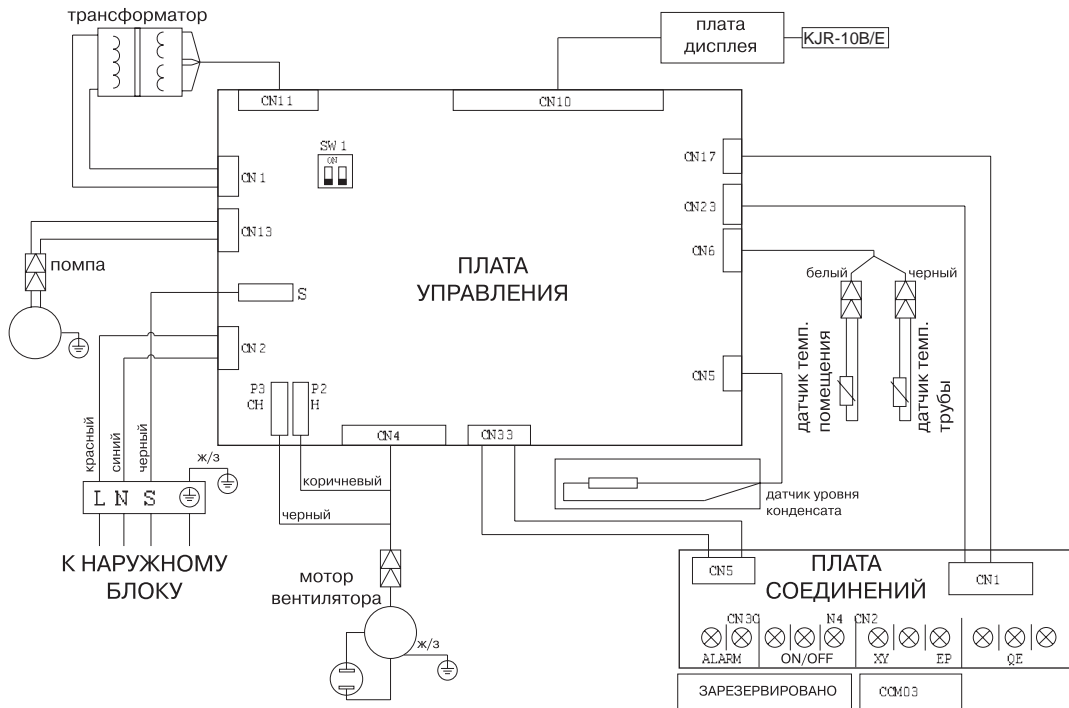 трансформатор
плата
дисплея
KJR-10B/E
CN11
CN10
SW 1
ON
CN1
CN17
CN23
CN13
CN6
помпа
ПЛАТА
УПРАВЛЕНИЯ
белый
черный
S
CN2
датчик темп.
помещения
датчик темп.
трубы
CN5
P3
CH
P2
H
CN4
CN33
красный
синий
черный
ж/з
L N S
коричневый
черный
датчик уровня
конденсата
К НАРУЖНОМУ
БЛОКУ
мотор
вентилятора
ж/з
CN5
ПЛАТА
СОЕДИНЕНИЙ
CN1
CN3C N4 CN2
ALARM ON/OFF XY EP QE
ЗАРЕЗЕРВИРОВАНО
CCM03